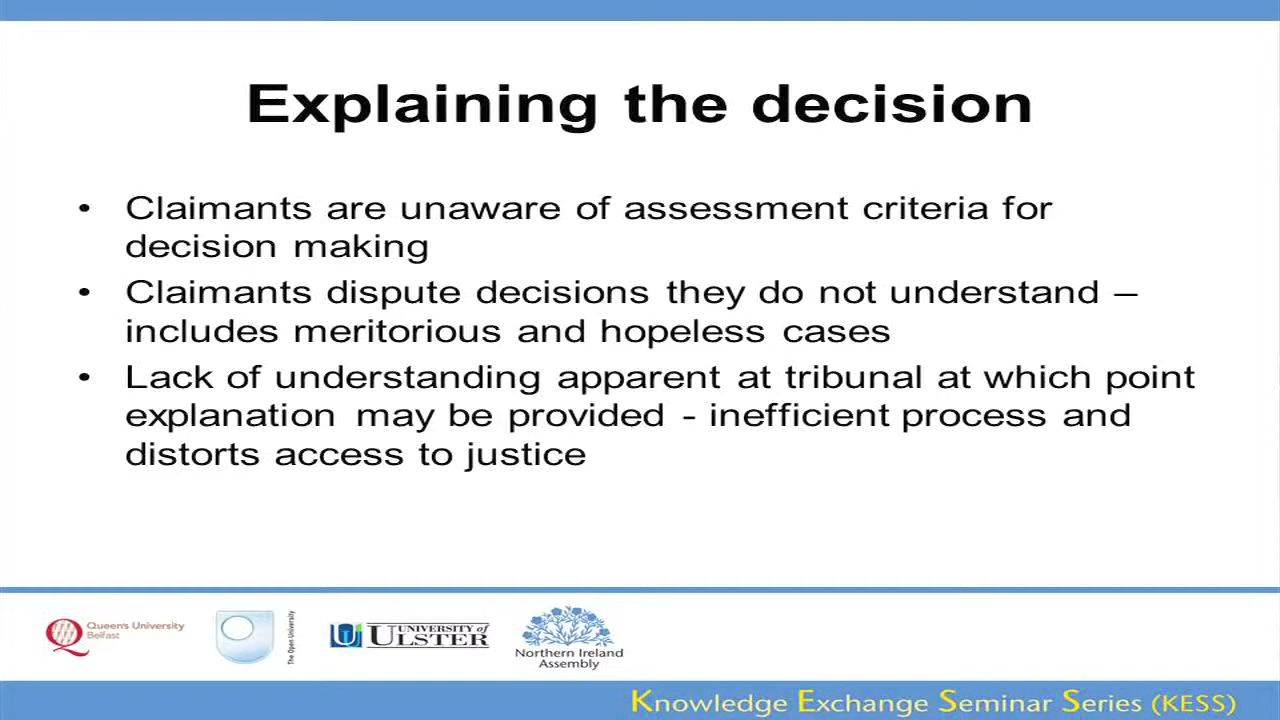 Explaining the decision
• Claimants are unaware of assessment criteria for
decision making
• Claimants dispute decisions they do not understand –
includes meritorious and hopeless cases
• Lack of understanding apparent at tribunal at which point
explanation may be provided - inefficient process and
distorts access to justice
Queen's University
Belfast
The Open University
UNIVERSITY of
ULSTER
Northern Ireland
Assembly
Knowledge Exchange Seminar Series (KESS)